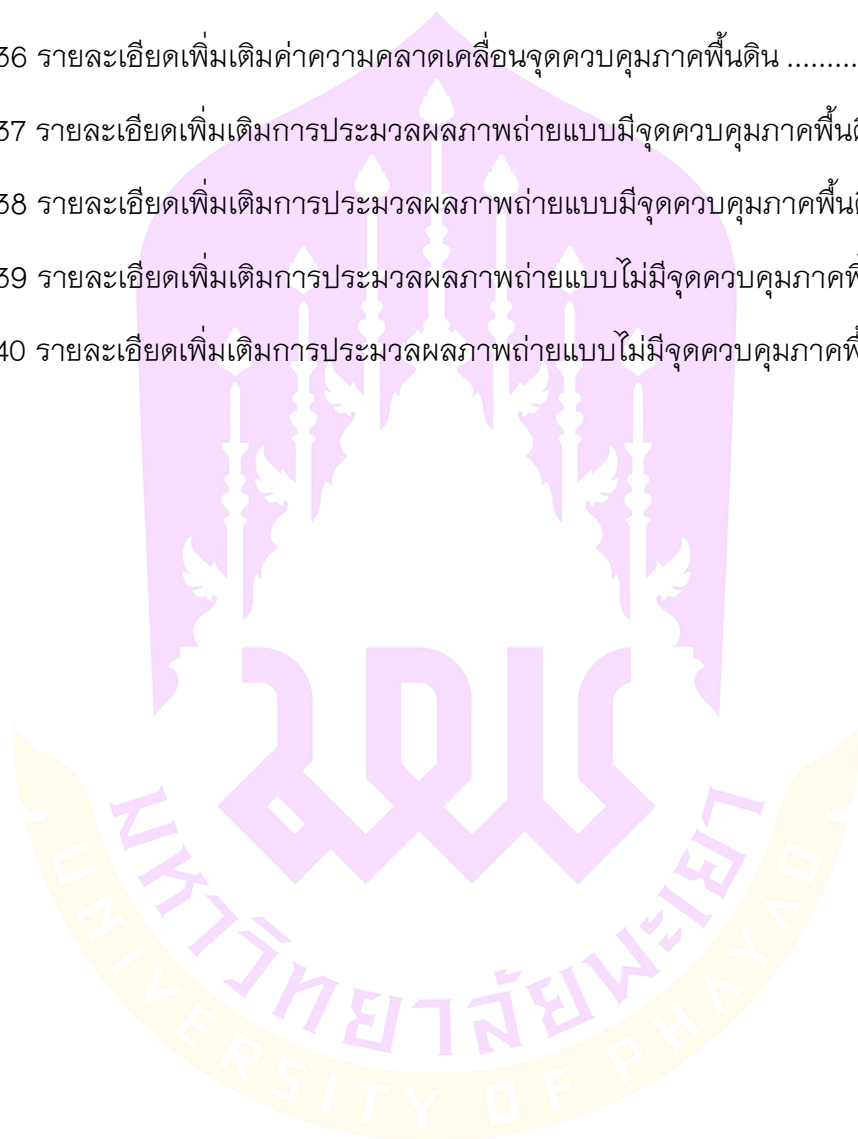 36 รายละเอียดเพิ่มเติมค่าความคลาดเคลื่อนจุดควบคุมภาคพื้นดิน .........
37 รายละเอียดเพิ่มเติมการประมวลผลภาพถ่ายแบบมีจุดควบคุมภาคพื้นดิ
38 รายละเอียดเพิ่มเติมการประมวลผลภาพถ่ายแบบมีจุดควบคุมภาคพื้นดิ
39 รายละเอียดเพิ่มเติมการประมวลผลภาพถ่ายแบบไม่มีจุดควบคุมภาคพื้
40 รายละเอียดเพิ่มเติมการประมวลผลภาพถ่ายแบบไม่มีจุดควบคุมภาคพื้
มหาวิทยาลัยพะเยา
UNIVERSITY OF PHAYAO